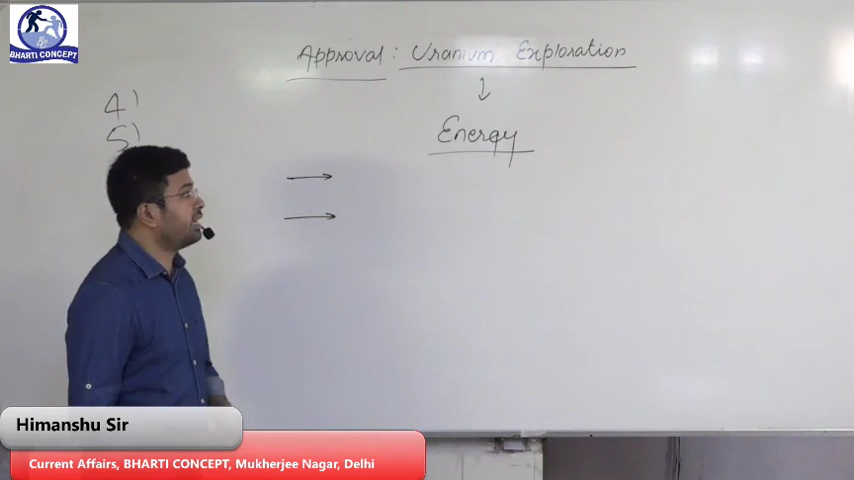 BHARTI CONCEPT
Approval : Uranium Exploration
4)
5)
Energy
Himanshu Sir
Current Affairs, BHARTI CONCEPT, Mukherjee Nagar, Delhi